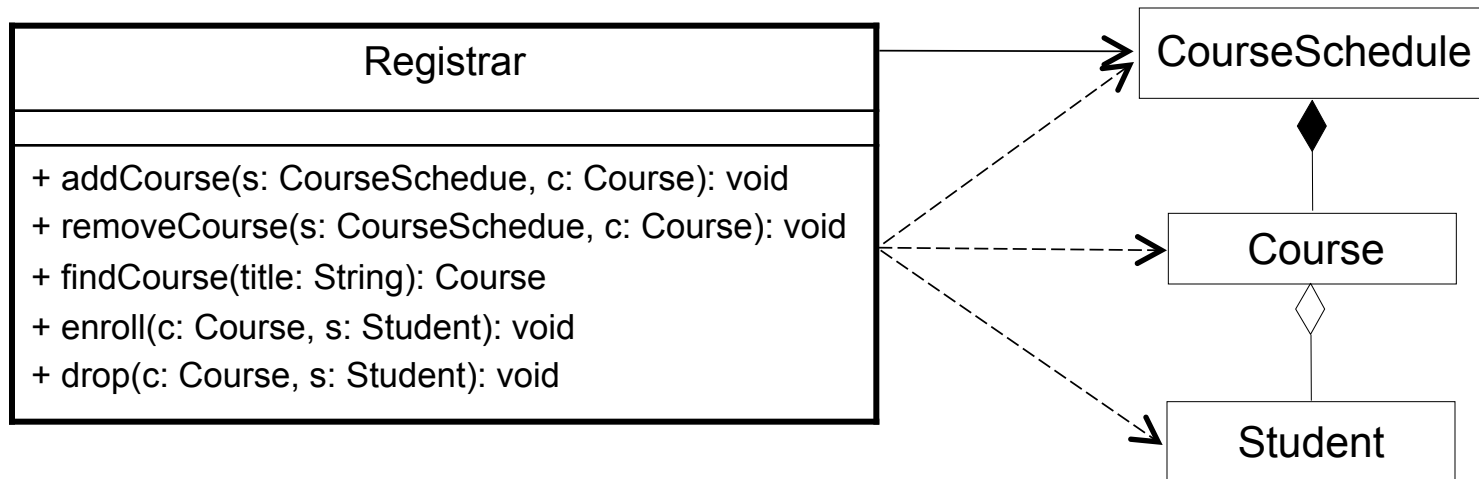 Registrar
+ addCourse(s: CourseSchedue, c: Course): void
+ removeCourse(s: CourseSchedue, c: Course): void
+ findCourse(title: String): Course
+ enroll(c: Course, s: Student): void
+ drop(c: Course, s: Student): void
CourseSchedule
Course
Student